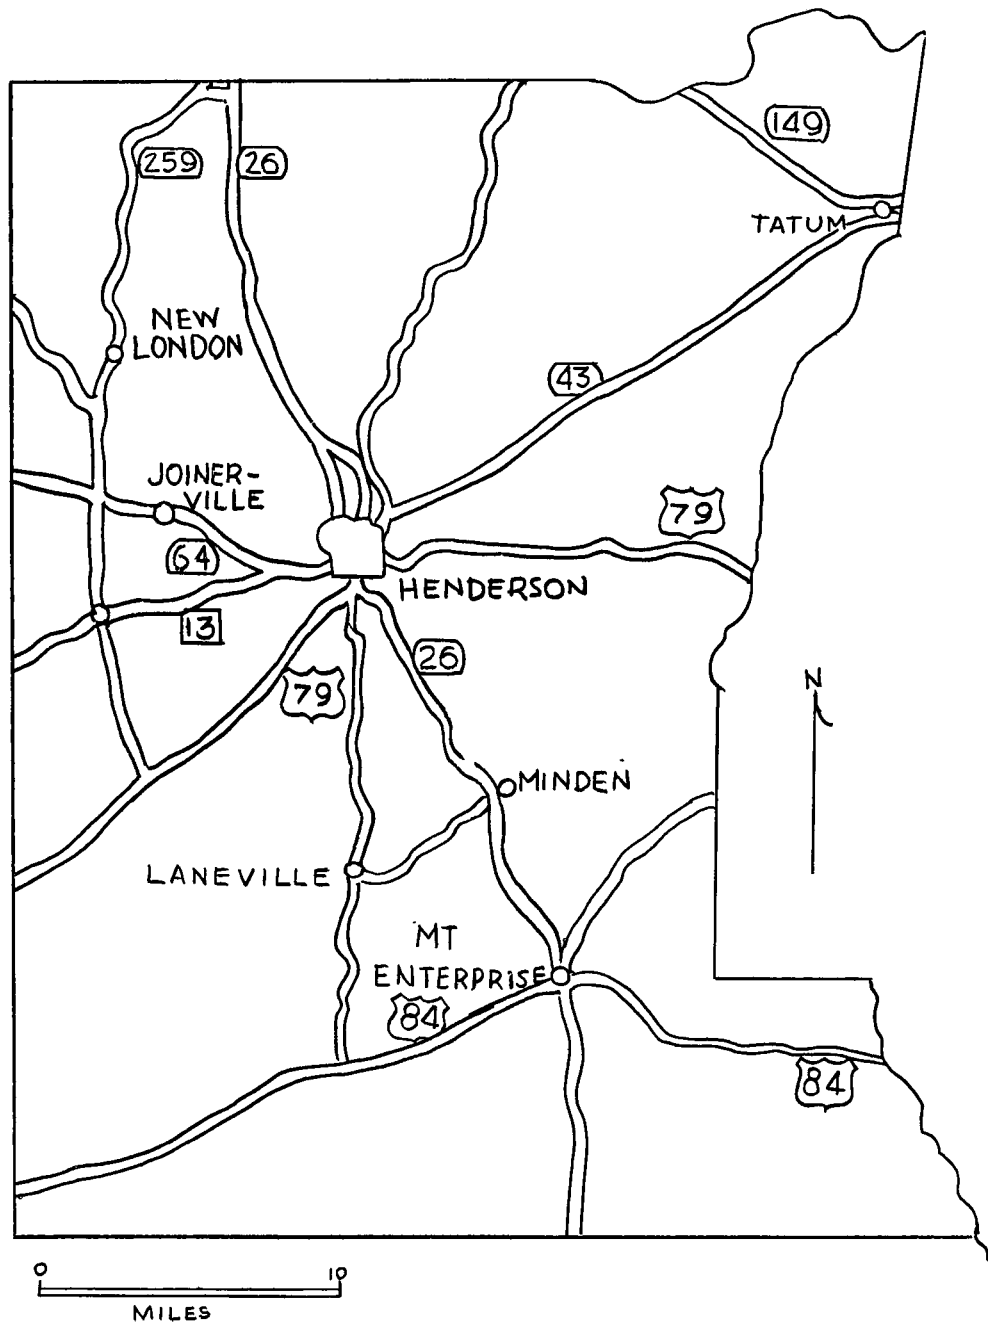 149
259
26
TATUM
NEW
LONDON
43
JOINER-
VILLE
79
64
HENDERSON
13
26
79
N
MINDEN
LANEVILLE
MT
ENTERPRISE
84
84
0 10
MILES